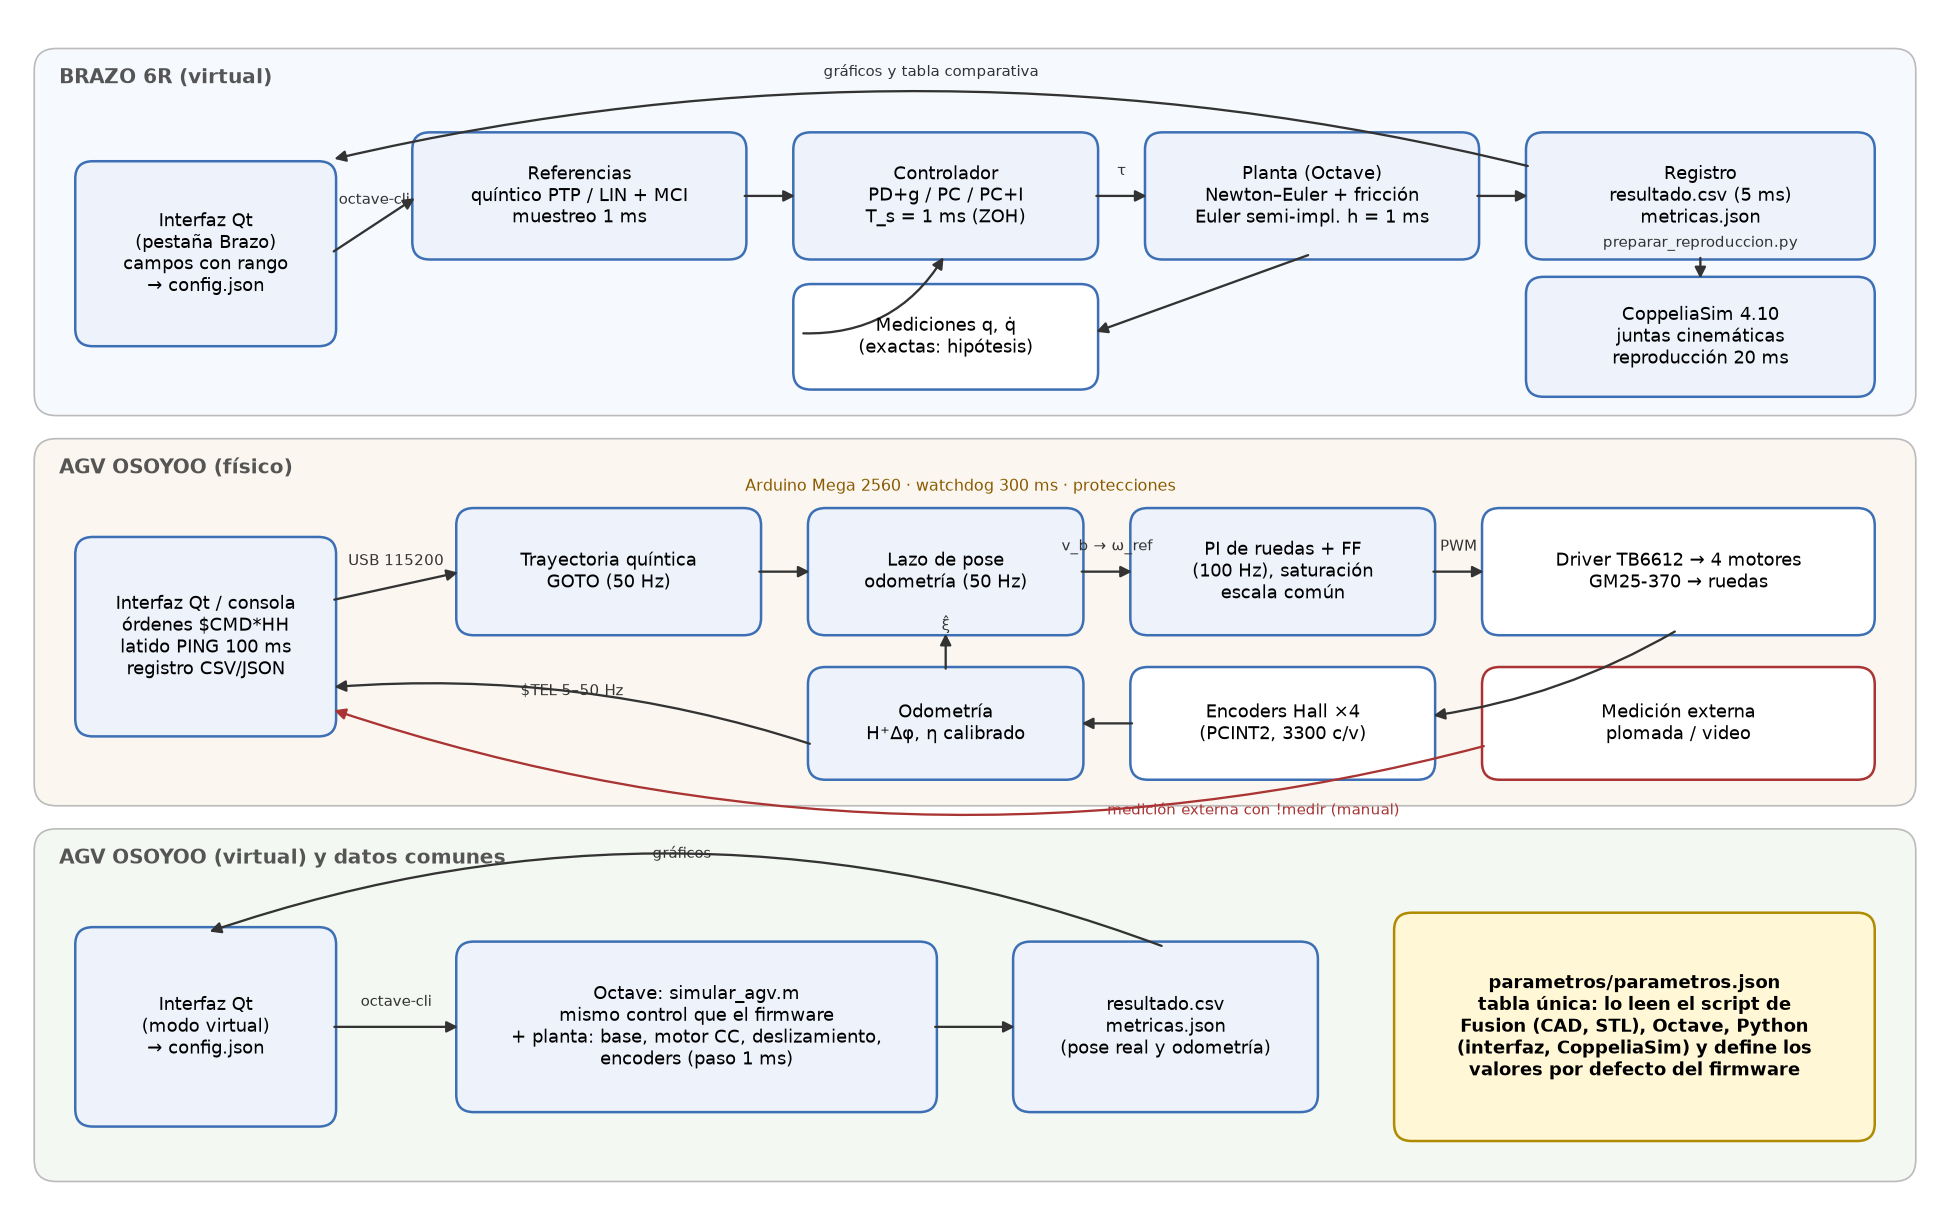 BRAZO 6R (virtual)
gráficos y tabla comparativa
Interfaz Qt
(pestaña Brazo)
campos con rango
→ config.json
octave-cli
Referencias
quíntico PTP / LIN + MCI
muestreo 1 ms
Controlador
PD+g / PC / PC+I
T_s = 1 ms (ZOH)
τ
Planta (Octave)
Newton–Euler + fricción
Euler semi-impl. h = 1 ms
Registro
resultado.csv (5 ms)
metricas.json
preparar_reproduccion.py
Mediciones q, q̇
(exactas: hipótesis)
CoppeliaSim 4.10
juntas cinemáticas
reproducción 20 ms
AGV OSOYOO (físico)
Arduino Mega 2560 · watchdog 300 ms · protecciones
Interfaz Qt / consola
órdenes $CMD*HH
latido PING 100 ms
registro CSV/JSON
USB 115200
Trayectoria quíntica
GOTO (50 Hz)
Lazo de pose
odometría (50 Hz)
v_b → ω_ref
PI de ruedas + FF
(100 Hz), saturación
escala común
PWM
Driver TB6612 → 4 motores
GM25-370 → ruedas
ξ̂
$TEL 5–50 Hz
Odometría
H⁺Δφ, η calibrado
Encoders Hall ×4
(PCINT2, 3300 c/v)
Medición externa
plomada / video
medición externa con !medir (manual)
AGV OSOYOO (virtual) y datos comunes
gráficos
Interfaz Qt
(modo virtual)
→ config.json
octave-cli
Octave: simular_agv.m
mismo control que el firmware
+ planta: base, motor CC, deslizamiento,
encoders (paso 1 ms)
resultado.csv
metricas.json
(pose real y odometría)
parametros/parametros.json
tabla única: lo leen el script de
Fusion (CAD, STL), Octave, Python
(interfaz, CoppeliaSim) y define los
valores por defecto del firmware